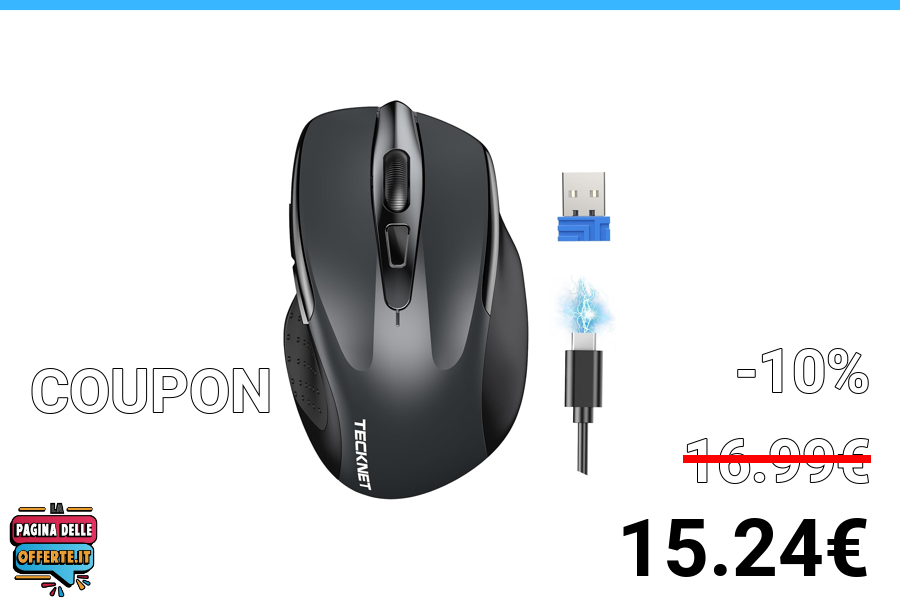 COUPON
-10%
16.99€
15.24€
TECKNET
LA
PAGINA DELLE
OFFERTE.IT